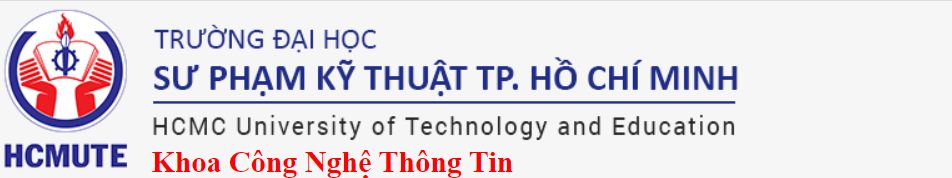 TRƯỜNG ĐẠI HỌC
SƯ PHẠM KỸ THUẬT TP. HỒ CHÍ MINH
HCMC University of Technology and Education
HCMUTE
Khoa Công Nghệ Thông Tin